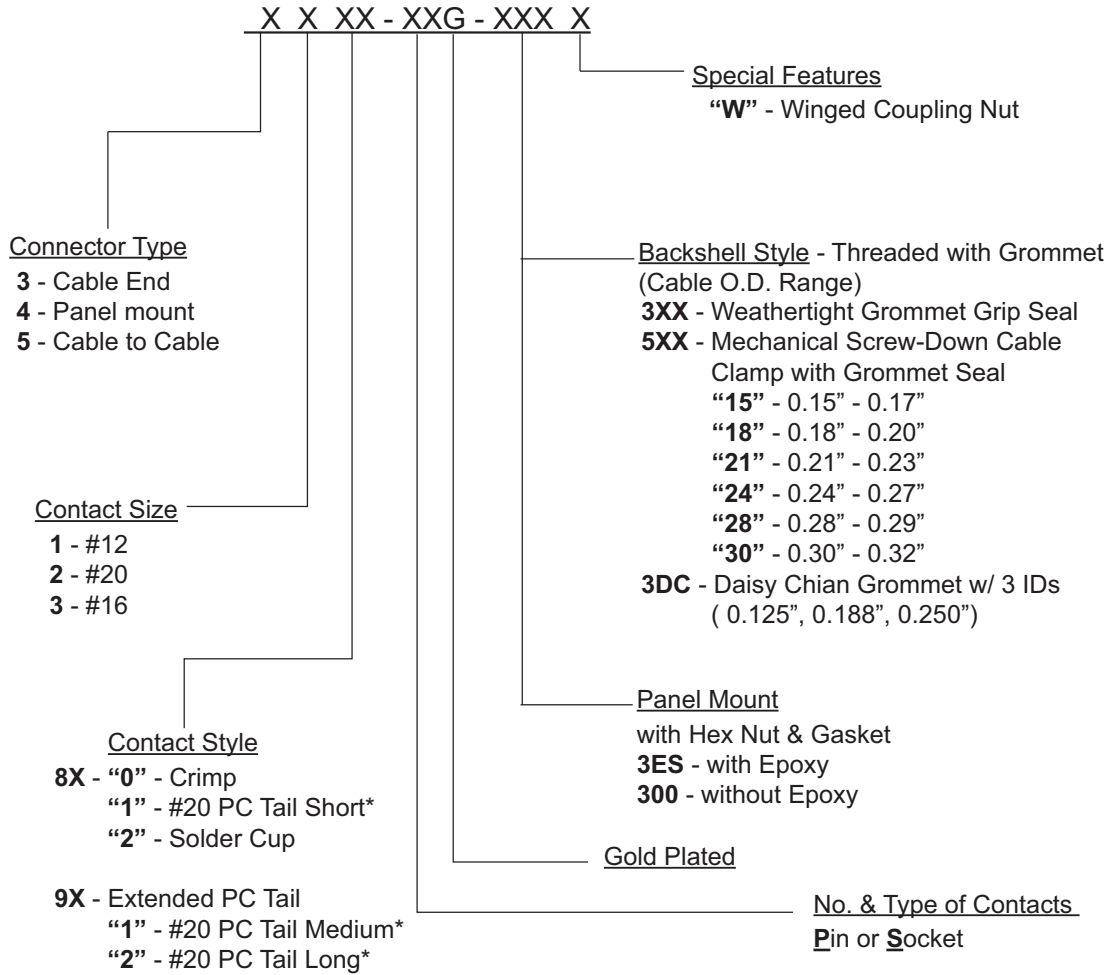 X X XX - XXG - XXX X
Special Features
“W” - Winged Coupling Nut
Connector Type
3 - Cable End
4 - Panel mount
5 - Cable to Cable
Backshell Style - Threaded with Grommet
(Cable O.D. Range)
3XX - Weathertight Grommet Grip Seal
5XX - Mechanical Screw-Down Cable
Clamp with Grommet Seal
“15” - 0.15” - 0.17”
“18” - 0.18” - 0.20”
“21” - 0.21” - 0.23”
“24” - 0.24” - 0.27”
“28” - 0.28” - 0.29”
“30” - 0.30” - 0.32”
3DC - Daisy Chian Grommet w/ 3 IDs
( 0.125”, 0.188”, 0.250”)
Contact Size
1 - #12
2 - #20
3 - #16
Panel Mount
with Hex Nut & Gasket
3ES - with Epoxy
300 - without Epoxy
Contact Style
8X - “0” - Crimp
“1” - #20 PC Tail Short*
“2” - Solder Cup
9X - Extended PC Tail
“1” - #20 PC Tail Medium*
“2” - #20 PC Tail Long*
Gold Plated
No. & Type of Contacts
Pin or Socket